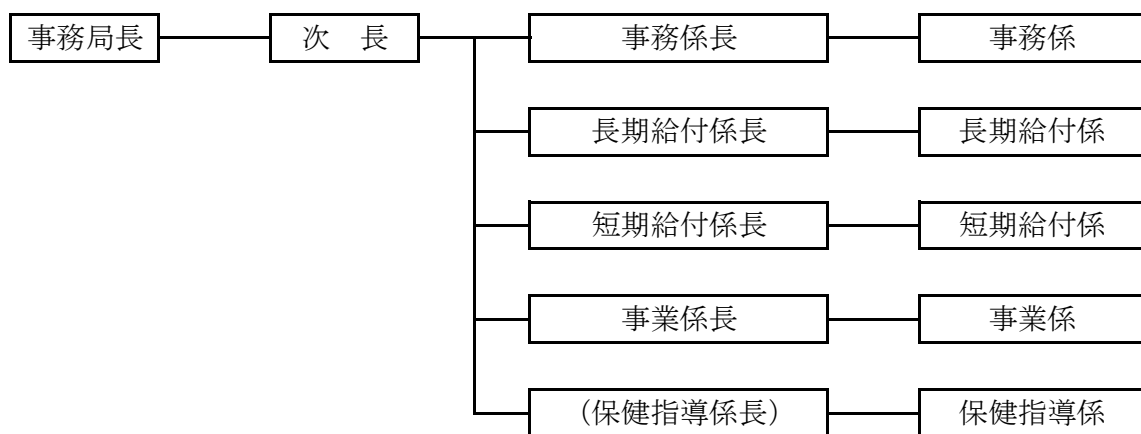 事務局長 次 長 事務係長 事務係
長期給付係長 長期給付係
短期給付係長 短期給付係
事業係長 事業係
(保健指導係長) 保健指導係